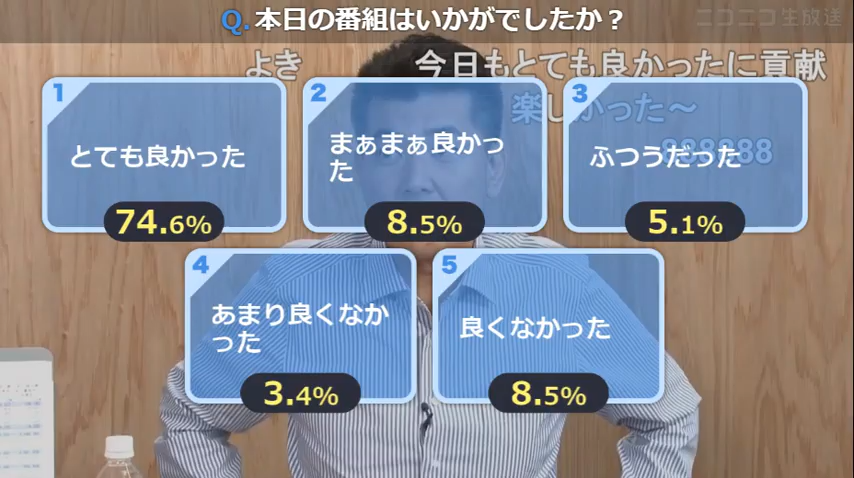 Q.本日の番組はいかがでしたか？
ニコニコ生放送
よき
今日もとても良かったに貢献
楽しかった～
888888
1
とても良かった
74.6%
2
まぁまぁ良かっ
た
8.5%
3
ふつうだった
5.1%
4
あまり良くなか
った
3.4%
5
良くなかった
8.5%